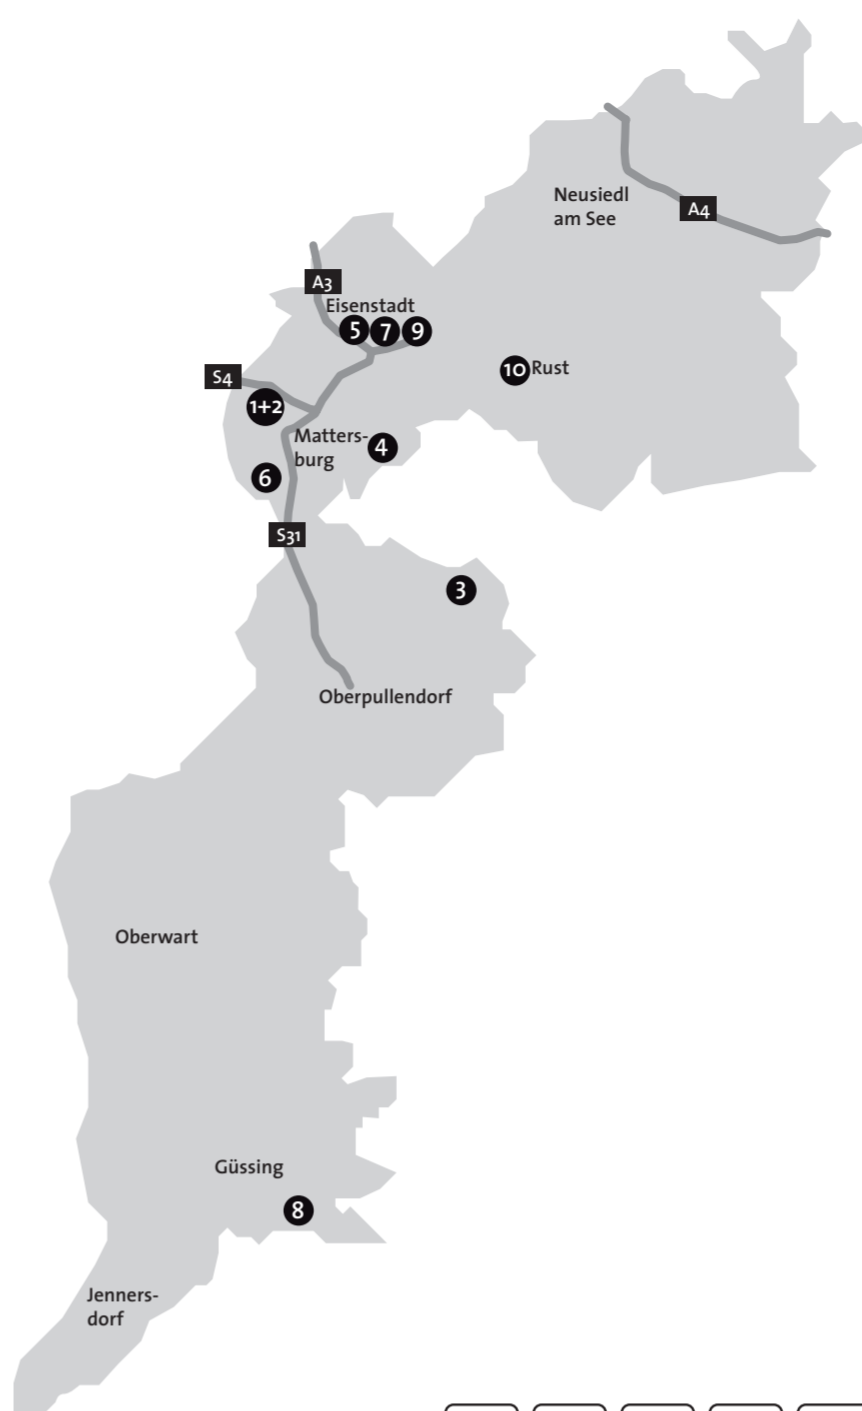 Neusiedl
am See
A4
A3
Eisenstadt
5 7 9
10 Rust
S4
1+2
Matters-
burg
4
6
S31
3
Oberpullendorf
Oberwart
Güssing
8
Jenners-
dorf